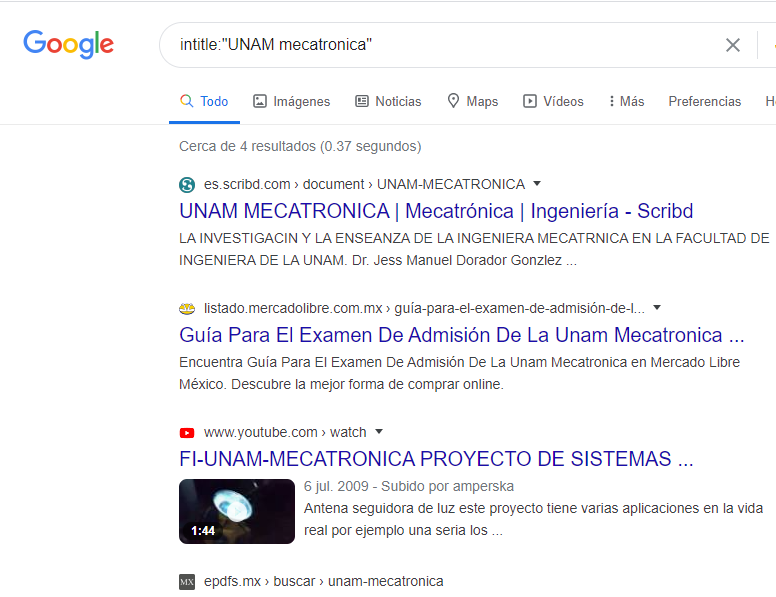 Google
intitle:"UNAM mecatronica"
Todo Imágenes Noticias Maps Vídeos Más Preferencias
Cerca de 4 resultados (0.37 segundos)
es.scribd.com › document › UNAM-MECATRONICA
UNAM MECATRONICA | Mecatrónica | Ingeniería - Scribd
LA INVESTIGACIN Y LA ENSEANZA DE LA INGENIERA MECATRNICA EN LA FACULTAD DE
INGENIERA DE LA UNAM. Dr. Jess Manuel Dorador Gonzlez ...
listado.mercadolibre.com.mx › guía-para-el-examen-de-admisión-de-l...
Guía Para El Examen De Admisión De La Unam Mecatronica ...
Encuentra Guía Para El Examen De Admisión De La Unam Mecatronica en Mercado Libre
México. Descubre la mejor forma de comprar online.
www.youtube.com › watch
FI-UNAM-MECATRONICA PROYECTO DE SISTEMAS ...
6 jul. 2009 - Subido por amperska
Antena seguidora de luz este proyecto tiene varias aplicaciones en la vida
real por ejemplo una seria los ...
1:44
MX epdfs.mx › buscar › unam-mecatronica